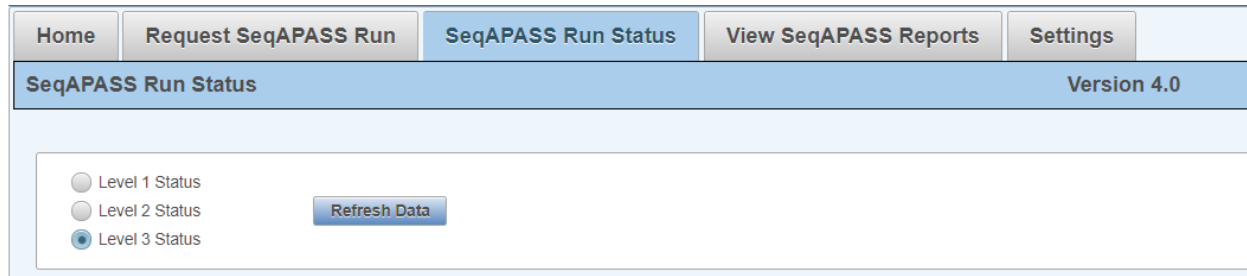 Home Request SeqAPASS Run SeqAPASS Run Status View SeqAPASS Reports Settings
SeqAPASS Run Status Version 4.0
Level 1 Status
Level 2 Status Refresh Data
Level 3 Status